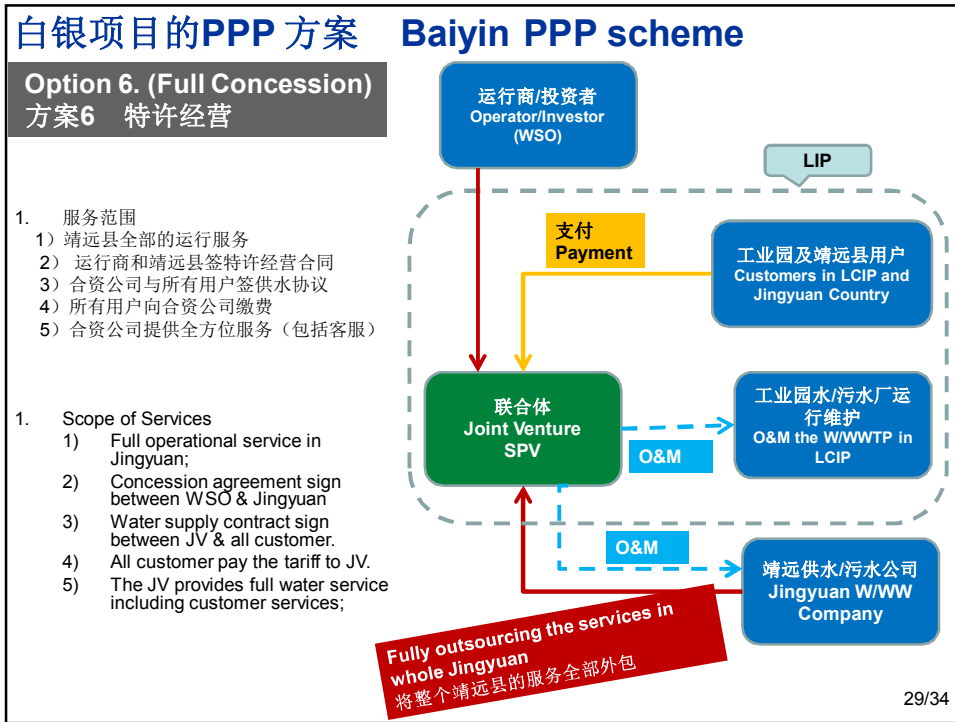 白银项目的PPP 方案 Baiyin PPP scheme
Option 6. (Full Concession)
方案6 特许经营
1. 服务范围
1）靖远县全部的运行服务
2） 运行商和靖远县签特许经营合同
3）合资公司与所有用户签供水协议
4）所有用户向合资公司缴费
5）合资公司提供全方位服务（包括客服）
1. Scope of Services
1) Full operational service in
Jingyuan;
2) Concession agreement sign
between WSO & Jingyuan
3) Water supply contract sign
between JV & all customer.
4) All customer pay the tariff to JV.
5) The JV provides full water service
including customer services;
运行商/投资者
Operator/Investor
(WSO)
LIP
支付
Payment
工业园及靖远县用户
Customers in LCIP and
Jingyuan Country
联合体
Joint Venture
SPV
O&M
工业园水/污水厂运
行维护
O&M the W/WWTP in
LCIP
O&M
靖远供水/污水公司
Jingyuan W/WW
Company
Fully outsourcing the services in
whole Jingyuan
将整个靖远县的服务全部外包
29/34